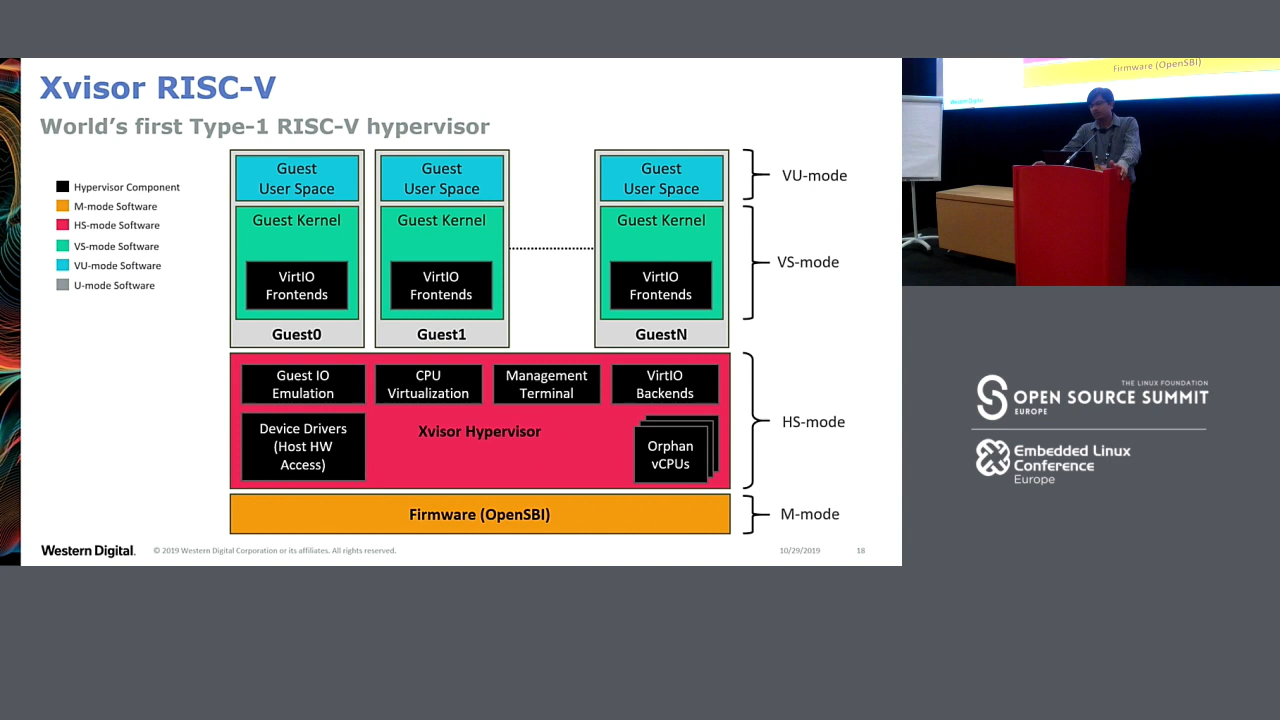 Xvisor RISC-V
World's first Type-1 RISC-V hypervisor
Hypervisor Component
M-mode Software
HS-mode Software
VS-mode Software
VU-mode Software
U-mode Software
Guest
User Space
Guest Kernel
VirtIO
Frontends
Guest0
Guest
User Space
Guest Kernel
VirtIO
Frontends
Guest1
Guest
User Space
Guest Kernel
VirtIO
Frontends
GuestN
VU-mode
VS-mode
Guest IO
Emulation
CPU
Virtualization
Management
Terminal
VirtIO
Backends
Device Drivers
(Host HW
Access)
Xvisor Hypervisor
Orphan
vCPUs
HS-mode
Firmware (OpenSBI)
M-mode
Western Digital.
© 2019 Western Digital Corporation or its affiliates. All rights reserved.
10/29/2019
18
Firmware (OpenSBI)
Western Digital
THE LINUX FOUNDATION
OPEN SOURCE SUMMIT
EUROPE
Embedded Linux
Conference
Europe